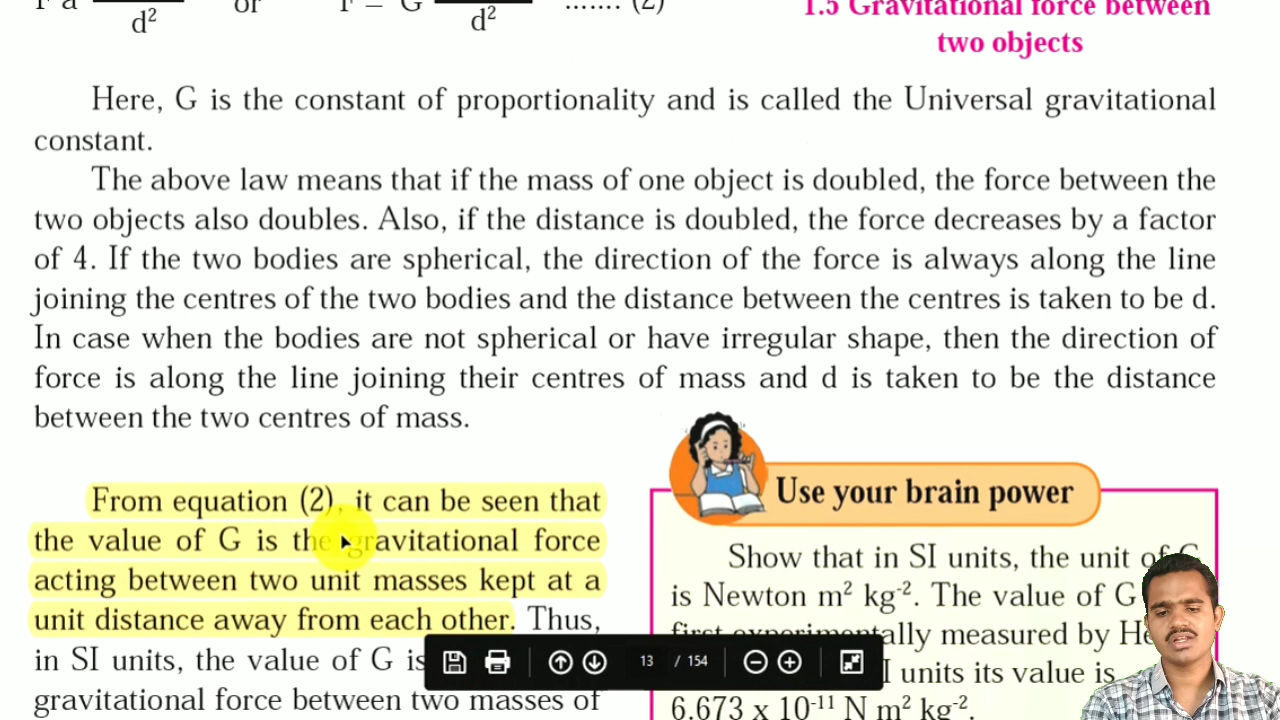 d²
or
G
d²
....... (2)
1.5 Gravitational force between
two objects
Here, G is the constant of proportionality and is called the Universal gravitational
constant.
The above law means that if the mass of one object is doubled, the force between the
two objects also doubles. Also, if the distance is doubled, the force decreases by a factor
of 4. If the two bodies are spherical, the direction of the force is always along the line
joining the centres of the two bodies and the distance between the centres is taken to be d.
In case when the bodies are not spherical or have irregular shape, then the direction of
force is along the line joining their centres of mass and d is taken to be the distance
between the two centres of mass.
From equation (2), it can be seen that
the value of G is the gravitational force
acting between two unit masses kept at a
unit distance away from each other. Thus,
in SI units, the value of G is
gravitational force between two masses of
Use your brain power
Show that in SI units, the unit of G
is Newton m² kg⁻². The value of G
first experimentally measured by He
I units its value is
6.673 x 10⁻¹¹ N m² kg⁻².
13 / 154